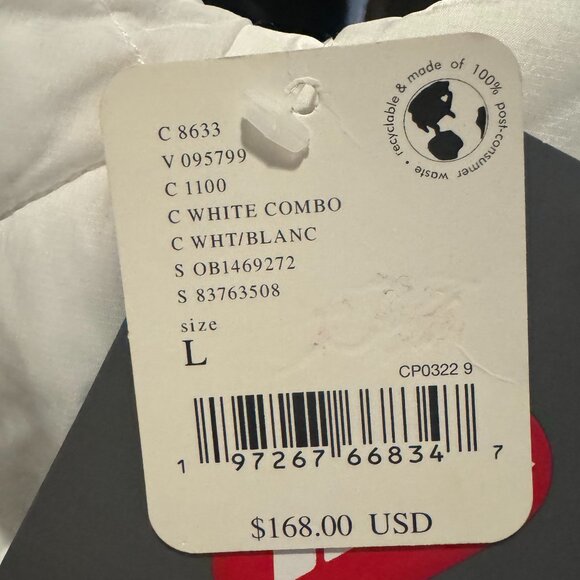 C 8633
V 095799
C 1100
C WHITE COMBO
C WHT/BLANC
S OB1469272
S 83763508
size
L
recyclable & made of 100% post-consumer waste •
CP0322 9
1 97267 66834 7
$168.00 USD